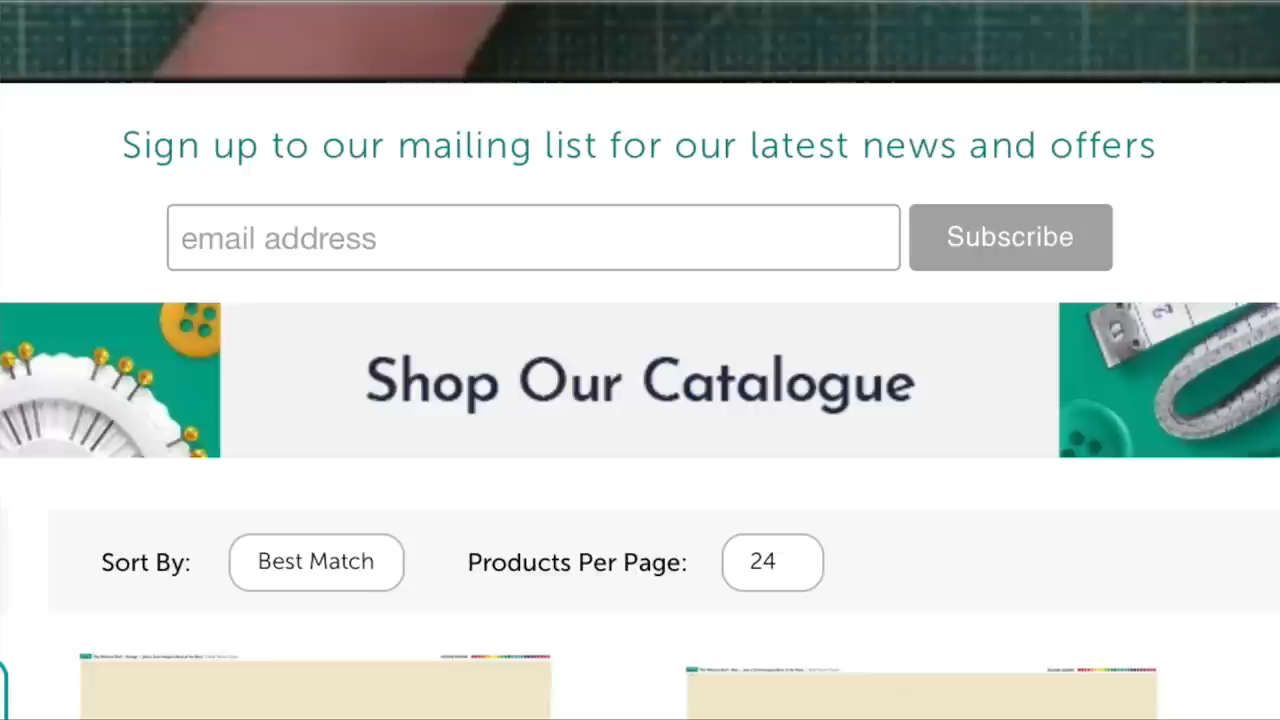 Sign up to our mailing list for our latest news and offers
email address
Subscribe
Shop Our Catalogue
Sort By:
Best Match
Products Per Page:
24